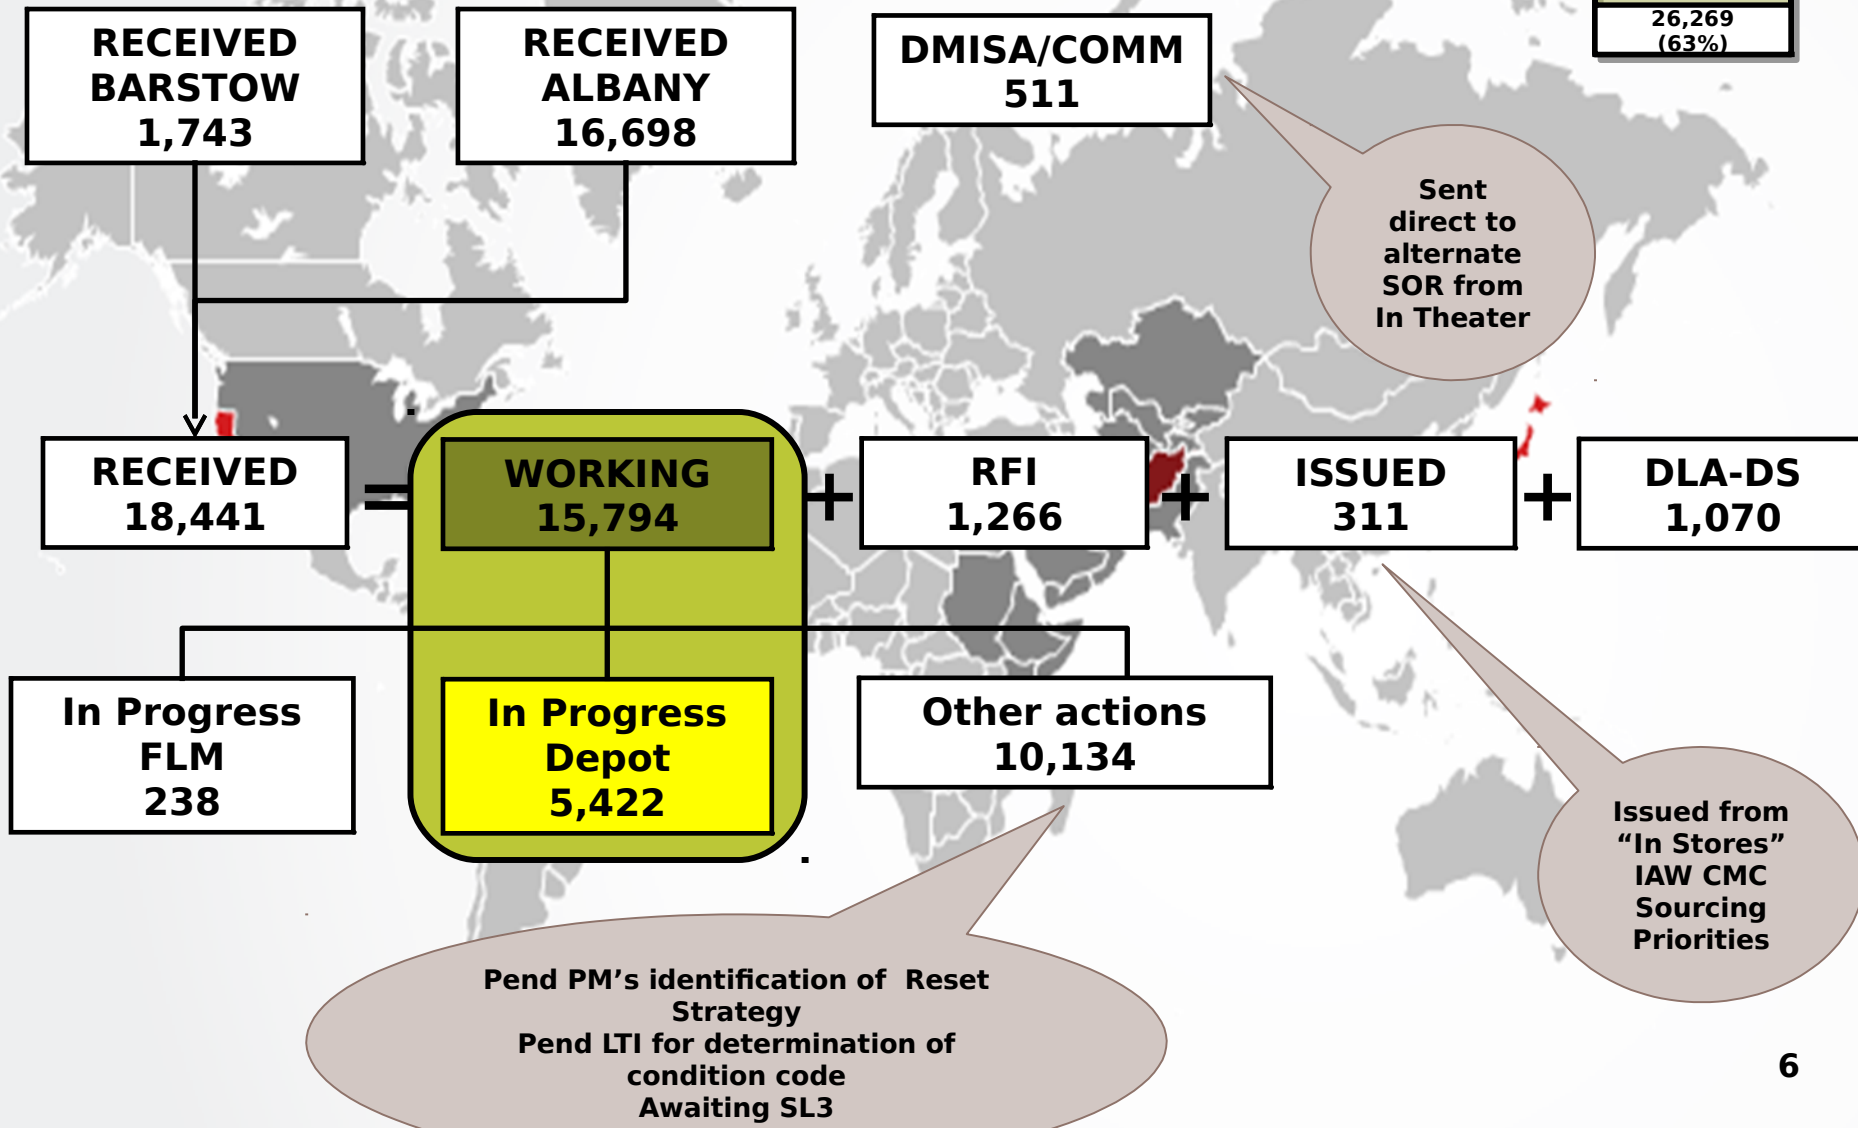 RECEIVED
BARSTOW
1,743
RECEIVED
ALBANY
16,698
DMISA/COMM
511
26,269
(63%)
Sent
direct to
alternate
SOR from
In Theater
RECEIVED
18,441
=
WORKING
15,794
+
RFI
1,266
+
ISSUED
311
+
DLA-DS
1,070
In Progress
FLM
238
In Progress
Depot
5,422
Other actions
10,134
Issued from
“In Stores”
IAW CMC
Sourcing
Priorities
Pend PM’s identification of Reset
Strategy
Pend LTI for determination of
condition code
Awaiting SL3
6